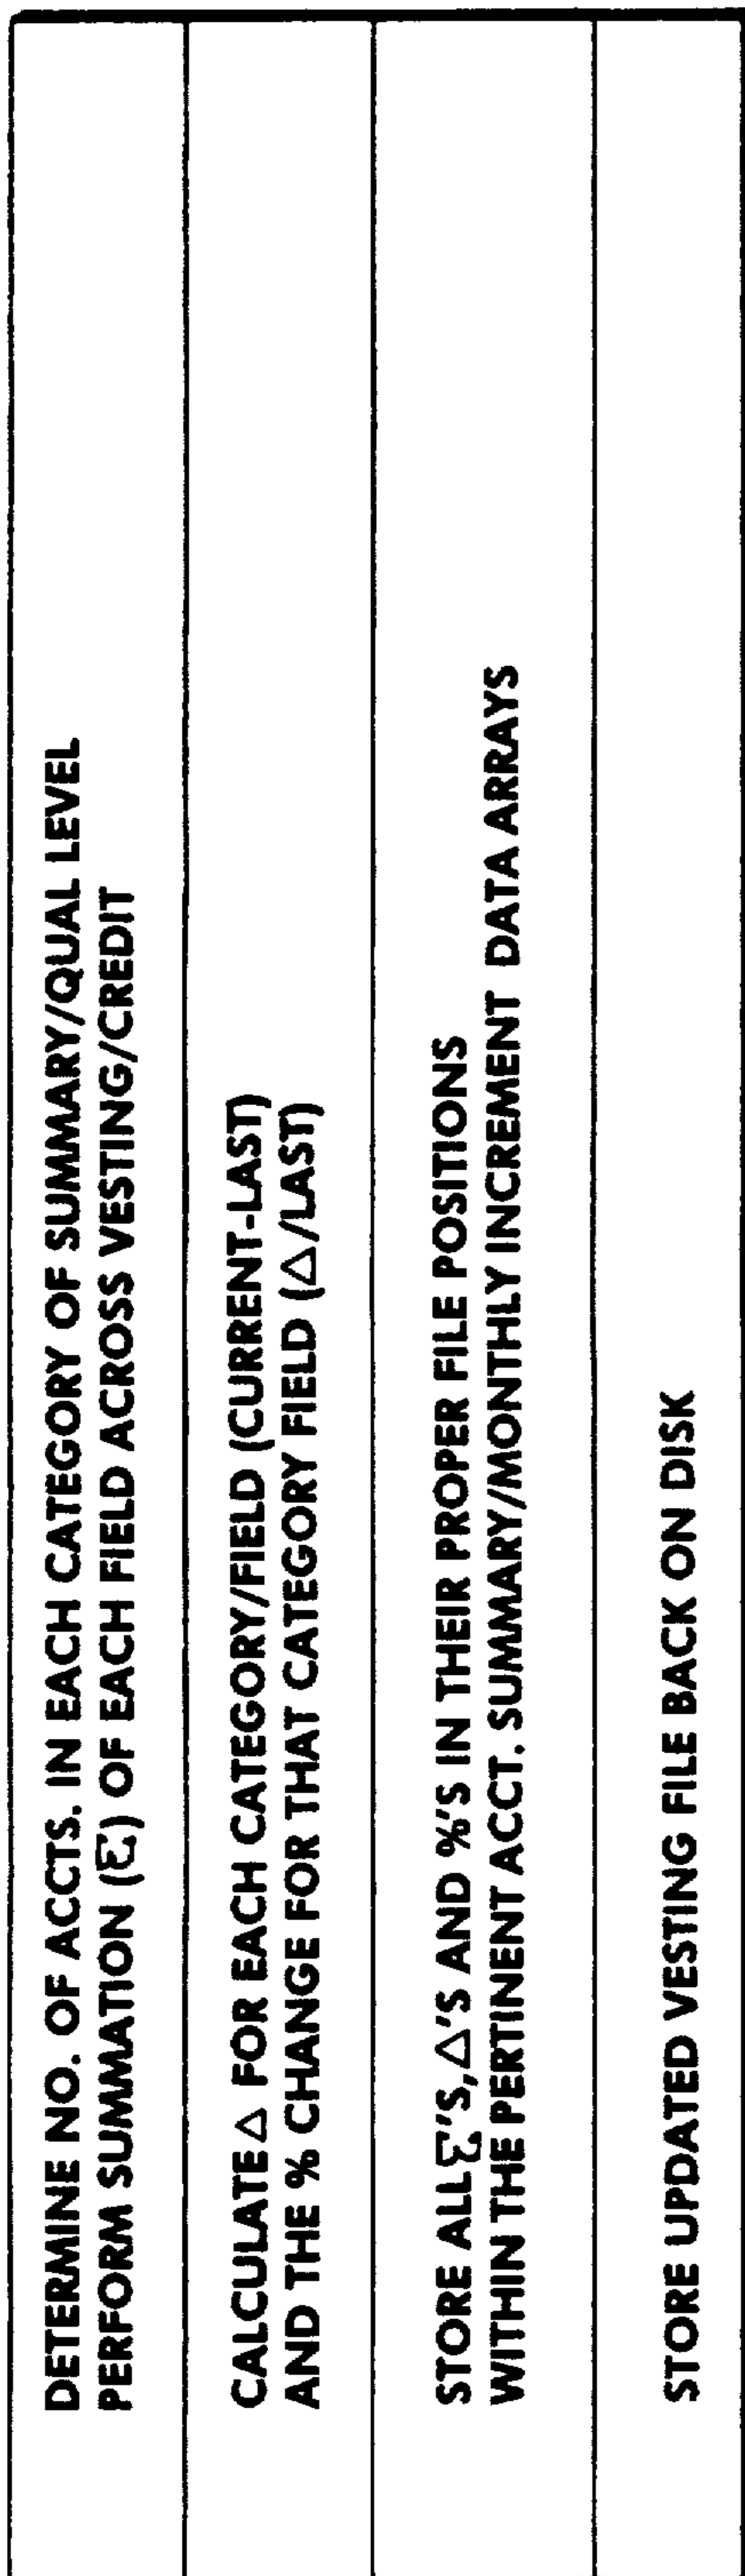 DETERMINE NO. OF ACCTS. IN EACH CATEGORY OF SUMMARY/QUAL LEVEL
PERFORM SUMMATION (Σ) OF EACH FIELD ACROSS VESTING/CREDIT
CALCULATE △ FOR EACH CATEGORY/FIELD (CURRENT-LAST)
AND THE % CHANGE FOR THAT CATEGORY FIELD (△/LAST)
STORE ALL Σ'S, △'S AND %'S IN THEIR PROPER FILE POSITIONS
WITHIN THE PERTINENT ACCT. SUMMARY/MONTHLY INCREMENT DATA ARRAYS
STORE UPDATED VESTING FILE BACK ON DISK